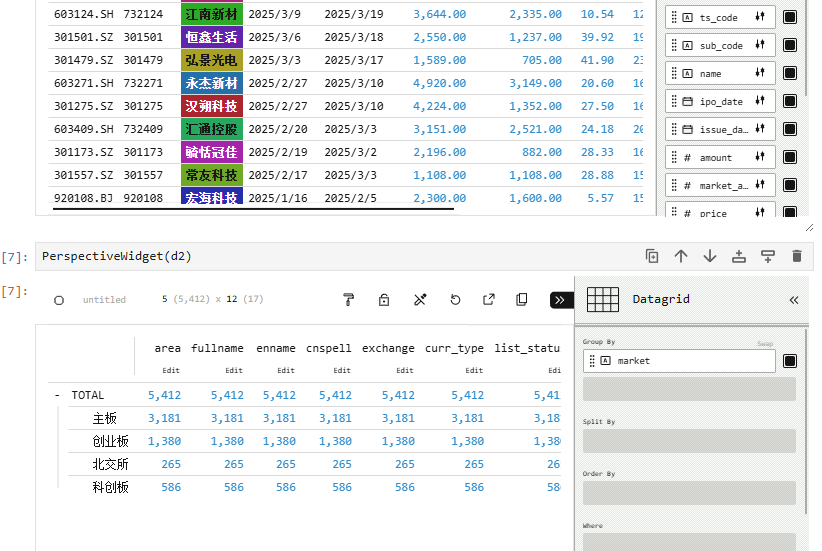 603124.SH 732124 江南新材 2025/3/9 2025/3/19 3,644.00 2,335.00 10.54 12
301501.SZ 301501 恒鑫生活 2025/3/6 2025/3/18 2,550.00 1,237.00 39.92 19
301479.SZ 301479 弘景光电 2025/3/3 2025/3/17 1,589.00 705.00 41.90 23
603271.SH 732271 永杰新材 2025/2/27 2025/3/10 4,920.00 3,149.00 20.60 16
301275.SZ 301275 汉朔科技 2025/2/27 2025/3/10 4,224.00 1,352.00 27.50 16
603409.SH 732409 汇通控股 2025/2/20 2025/3/3 3,151.00 2,521.00 24.18 20
301173.SZ 301173 毓恬冠佳 2025/2/19 2025/3/2 2,196.00 882.00 28.33 16
301557.SZ 301557 常友科技 2025/2/17 2025/3/3 1,108.00 1,108.00 28.88 15
920108.BJ 920108 宏海科技 2025/1/16 2025/2/5 2,300.00 1,600.00 5.57 15
A ts_code
A sub_code
A name
ipo_date
issue_da…
# amount
# market_a…
# price
[7]: PerspectiveWidget(d2)
[7]:
untitled 5 (5,412) x 12 (17)
Datagrid
area fullname enname cnspell exchange curr_type list_statu
Edit Edit Edit Edit Edit Edit Edi
- TOTAL 5,412 5,412 5,412 5,412 5,412 5,412 5,41
主板 3,181 3,181 3,181 3,181 3,181 3,181 3,18
创业板 1,380 1,380 1,380 1,380 1,380 1,380 1,38
北交所 265 265 265 265 265 265 26
科创板 586 586 586 586 586 586 58
Group By
Swap
A market
Split By
Order By
Where